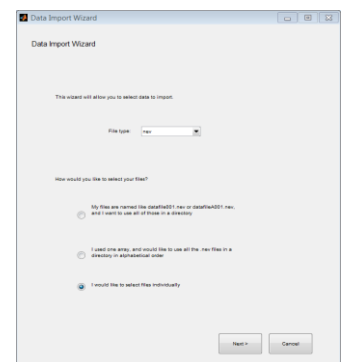 Data Import Wizard
Data Import Wizard
This wizard will allow you to select data to import.
File type: nev
How would you like to select your files?
My files are named like datafile001.nev or datafileA001.nev,
and I want to use all of those in a directory
I used one array, and would like to use all the .nev files in a
directory in alphabetical order
I would like to select files individually
Next > Cancel